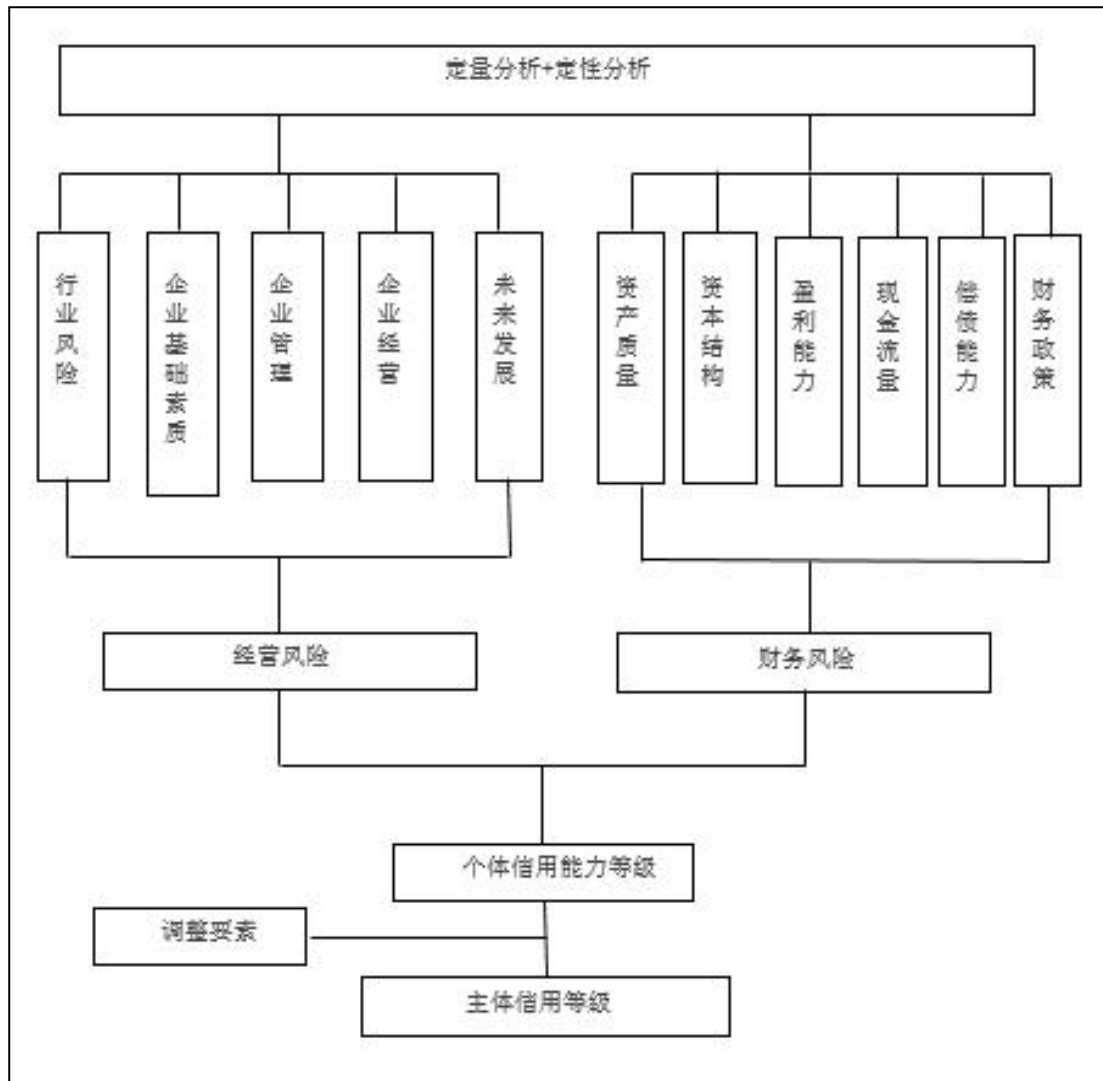 定量分析+定性分析
行业风险
企业基础素质
企业管理
企业经营
未来发展
资产质量
资本结构
盈利能力
现金流量
偿债能力
财务政策
经营风险
财务风险
个体信用能力等级
调整要素
主体信用等级